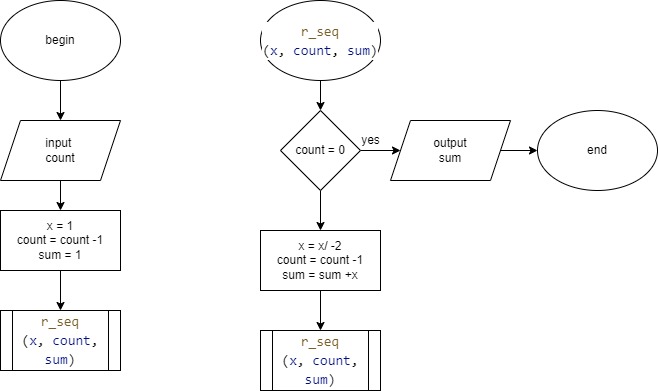 begin
input
count
x = 1
count = count -1
sum = 1
r_seq
(x, count,
sum)
r_seq
(x, count, sum)
count = 0
yes
output
sum
end
x = x/ -2
count = count -1
sum = sum +x
r_seq
(x, count,
sum)